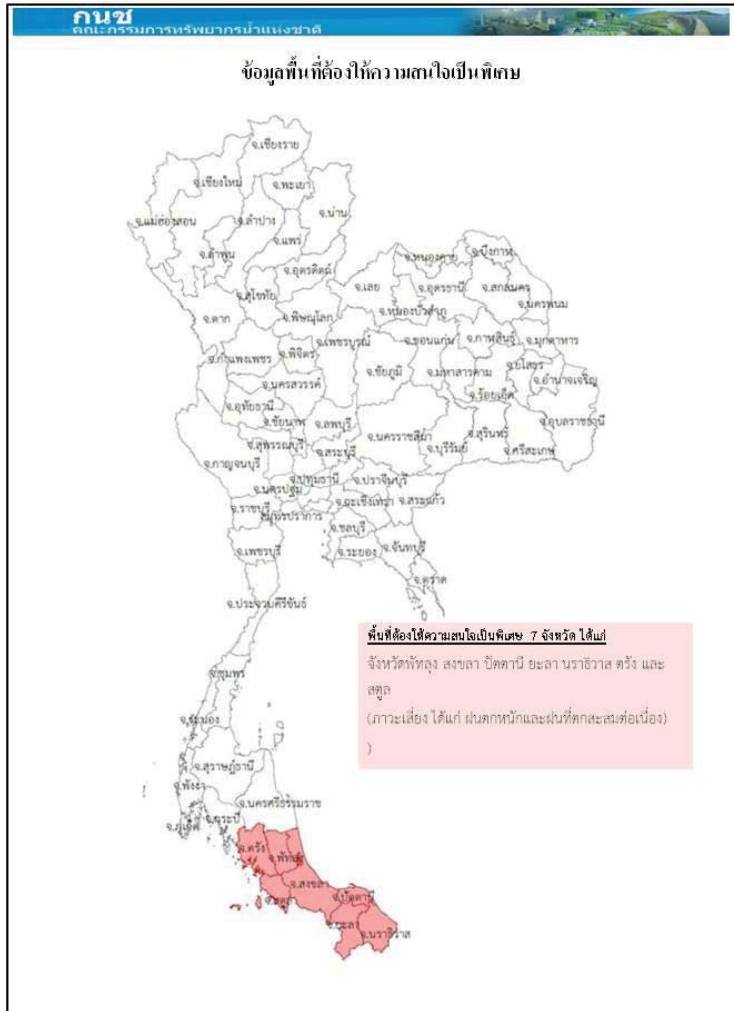 กนช
คณะกรรมการทรัพยากรน้ำแห่งชาติ
ข้อมูลพื้นที่ต้องให้ความสนใจเป็นพิเศษ
จ.เชียงราย
จ.เชียงใหม่
จ.พะเยา
จ.น่าน
จ.แม่ฮ่องสอน
จ.ลำปาง
จ.แพร่
จ.ลำพูน
จ.อุตรดิตถ์
จ.หนองคาย
จ.บึงกาฬ
จ.เลย
จ.อุดรธานี
จ.สกลนคร
จ.นครพนม
จ.สุโขทัย
จ.หนองบัวลำภู
จ.ตาก
จ.พิษณุโลก
จ.เพชรบูรณ์
จ.ขอนแก่น
จ.กาฬสินธุ์
จ.มุกดาหาร
จ.กำแพงเพชร
จ.พิจิตร
จ.ชัยภูมิ
จ.มหาสารคาม
จ.ยโสธร
จ.อำนาจเจริญ
จ.นครสวรรค์
จ.ร้อยเอ็ด
จ.อุทัยธานี
จ.ชัยนาท
จ.ลพบุรี
จ.นครราชสีมา
จ.บุรีรัมย์
จ.สุรินทร์
จ.ศรีสะเกษ
จ.อุบลราชธานี
จ.สุพรรณบุรี
จ.สระบุรี
จ.กาญจนบุรี
จ.ปทุมธานี
จ.ปราจีนบุรี
จ.นครปฐม
จ.ฉะเชิงเทรา
จ.สระแก้ว
จ.ราชบุรี
สมุทรปราการ
จ.ชลบุรี
จ.เพชรบุรี
จ.ระยอง
จ.จันทบุรี
จ.ตราด
จ.ประจวบคีรีขันธ์
พื้นที่ต้องให้ความสนใจเป็นพิเศษ 7 จังหวัด ได้แก่
จังหวัดพัทลุง สงขลา ปัตตานี ยะลา นราธิวาส ตรัง และ
สตูล
(ภาวะเสี่ยง ได้แก่ ฝนตกหนักและฝนที่ตกสะสมต่อเนื่อง)
)
จ.ชุมพร
จ.ระนอง
จ.สุราษฎ์ธานี
จ.พังงา
จ.นครศรีธรรมราช
จ.ภูเก็ต
จ.กระบี่
จ.ตรัง
จ.พัทลุง
จ.สงขลา
จ.สตูล
จ.ปัตตานี
จ.ยะลา
จ.นราธิวาส